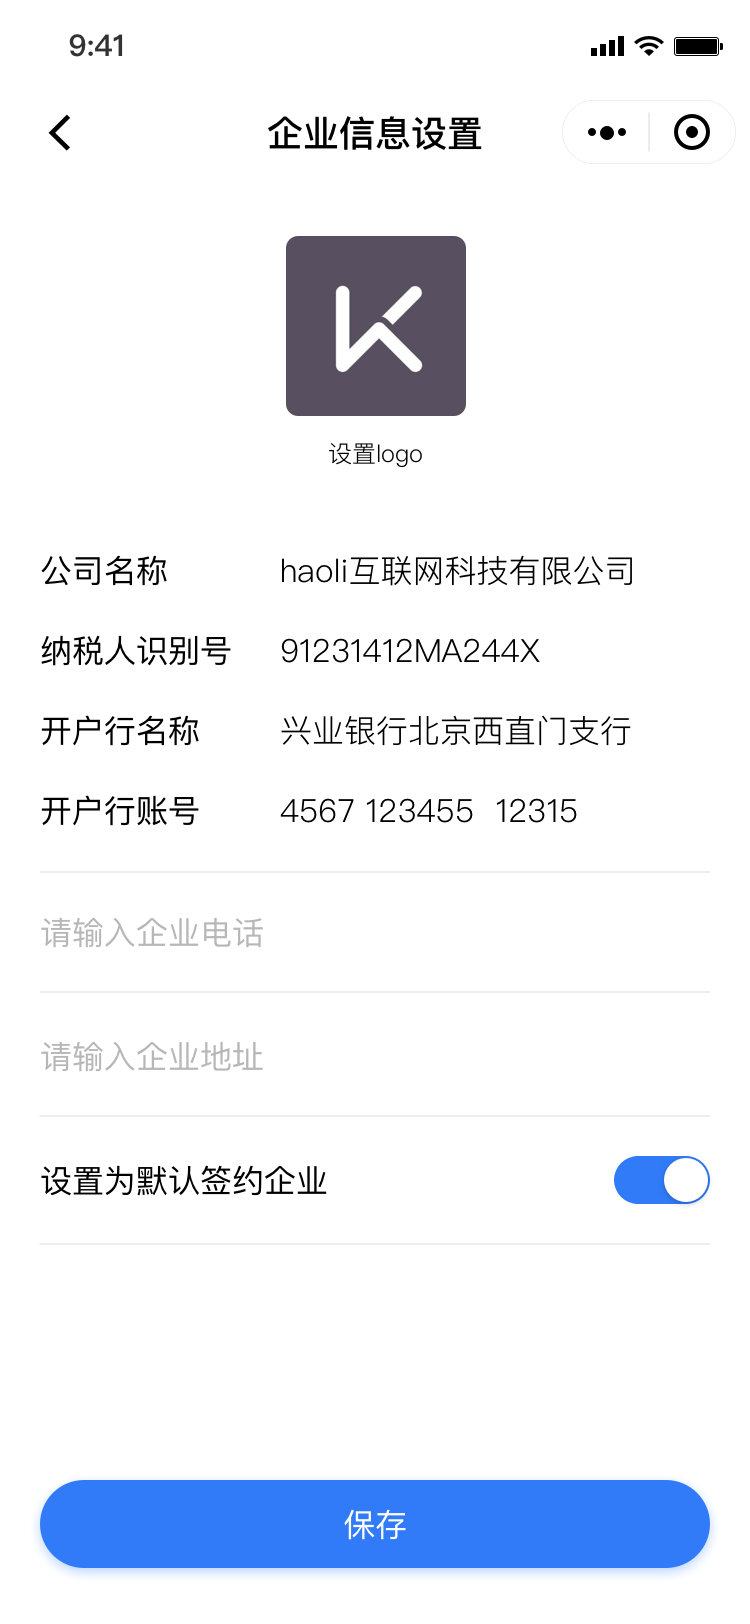 9:41
企业信息设置
设置logo
公司名称 haoli互联网科技有限公司
纳税人识别号 91231412MA244X
开户行名称 兴业银行北京西直门支行
开户行账号 4567 123455  12315
请输入企业电话
请输入企业地址
设置为默认签约企业
保存